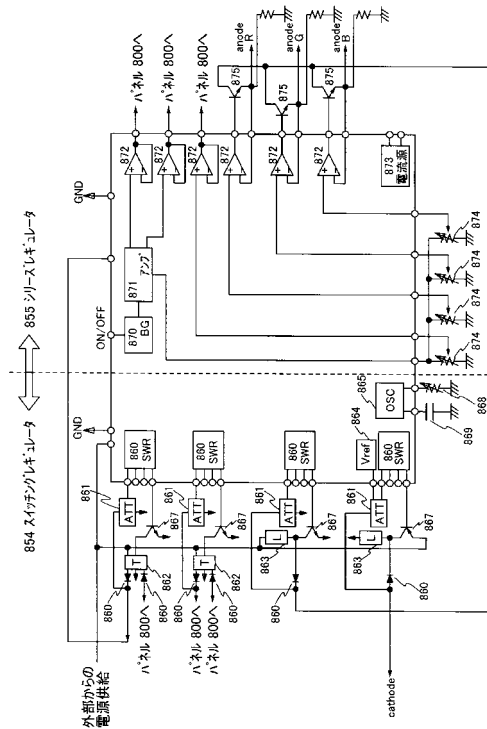 854 スイッチングレギュレータ
855 シリーズレギュレータ
外部からの
電源供給
GND
ON/OFF
GND
パネル 800へ
パネル 800へ
パネル 800へ
870
BG
871
アンプ
872
872
872
872
872
872
875
875
875
anode
R
anode
G
anode
B
873
電流源
874
874
874
874
861
ATT
860
SWR
867
T
862
860
860
パネル 800へ
861
ATT
860
SWR
867
T
862
860
860
パネル 800へ
パネル 800へ
861
ATT
860
SWR
867
L
863
860
864
Vref
861
ATT
860
SWR
867
L
863
860
cathode
865
OSC
868
869